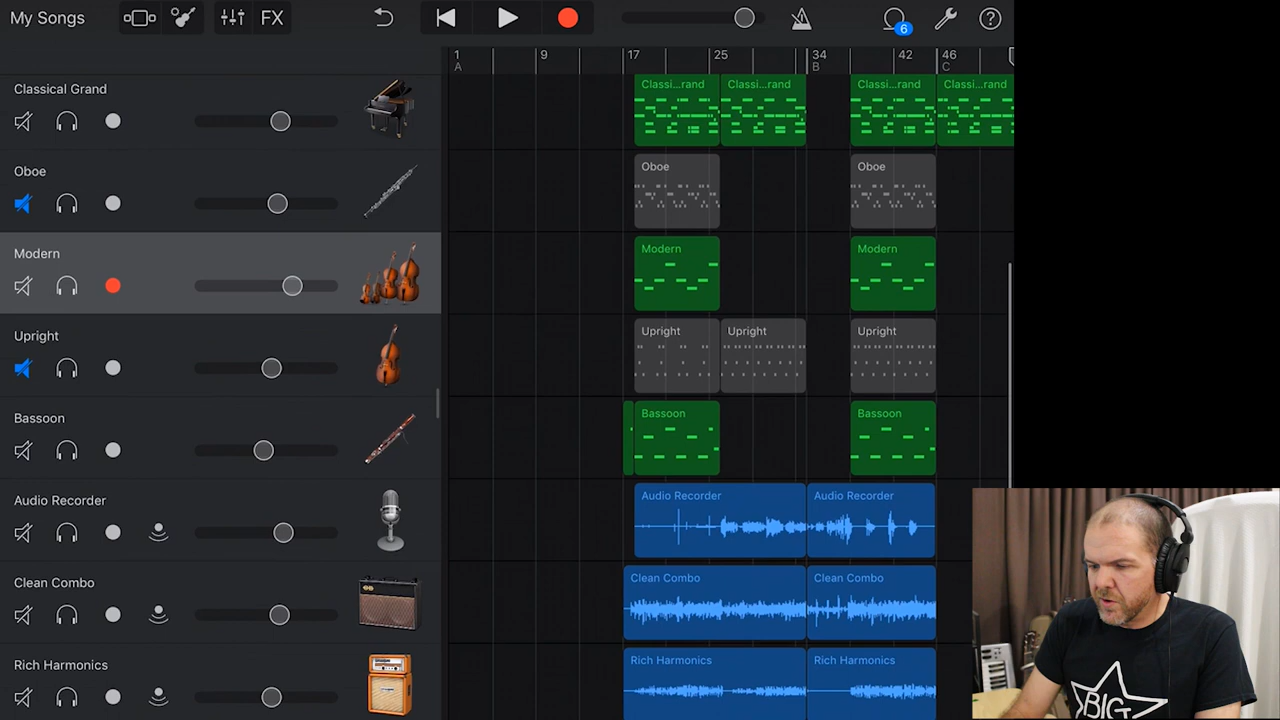 My Songs
FX
6
1 9 17 25 34 42 46
A B C
Classical Grand
Classi...rand Classi...rand Classi...rand Classi...rand
Oboe
Oboe Oboe
Modern
Modern Modern
Upright
Upright Upright Upright
Bassoon
Bassoon Bassoon
Audio Recorder
Audio Recorder Audio Recorder
Clean Combo
Clean Combo Clean Combo
Rich Harmonics
Rich Harmonics Rich Harmonics
BIG